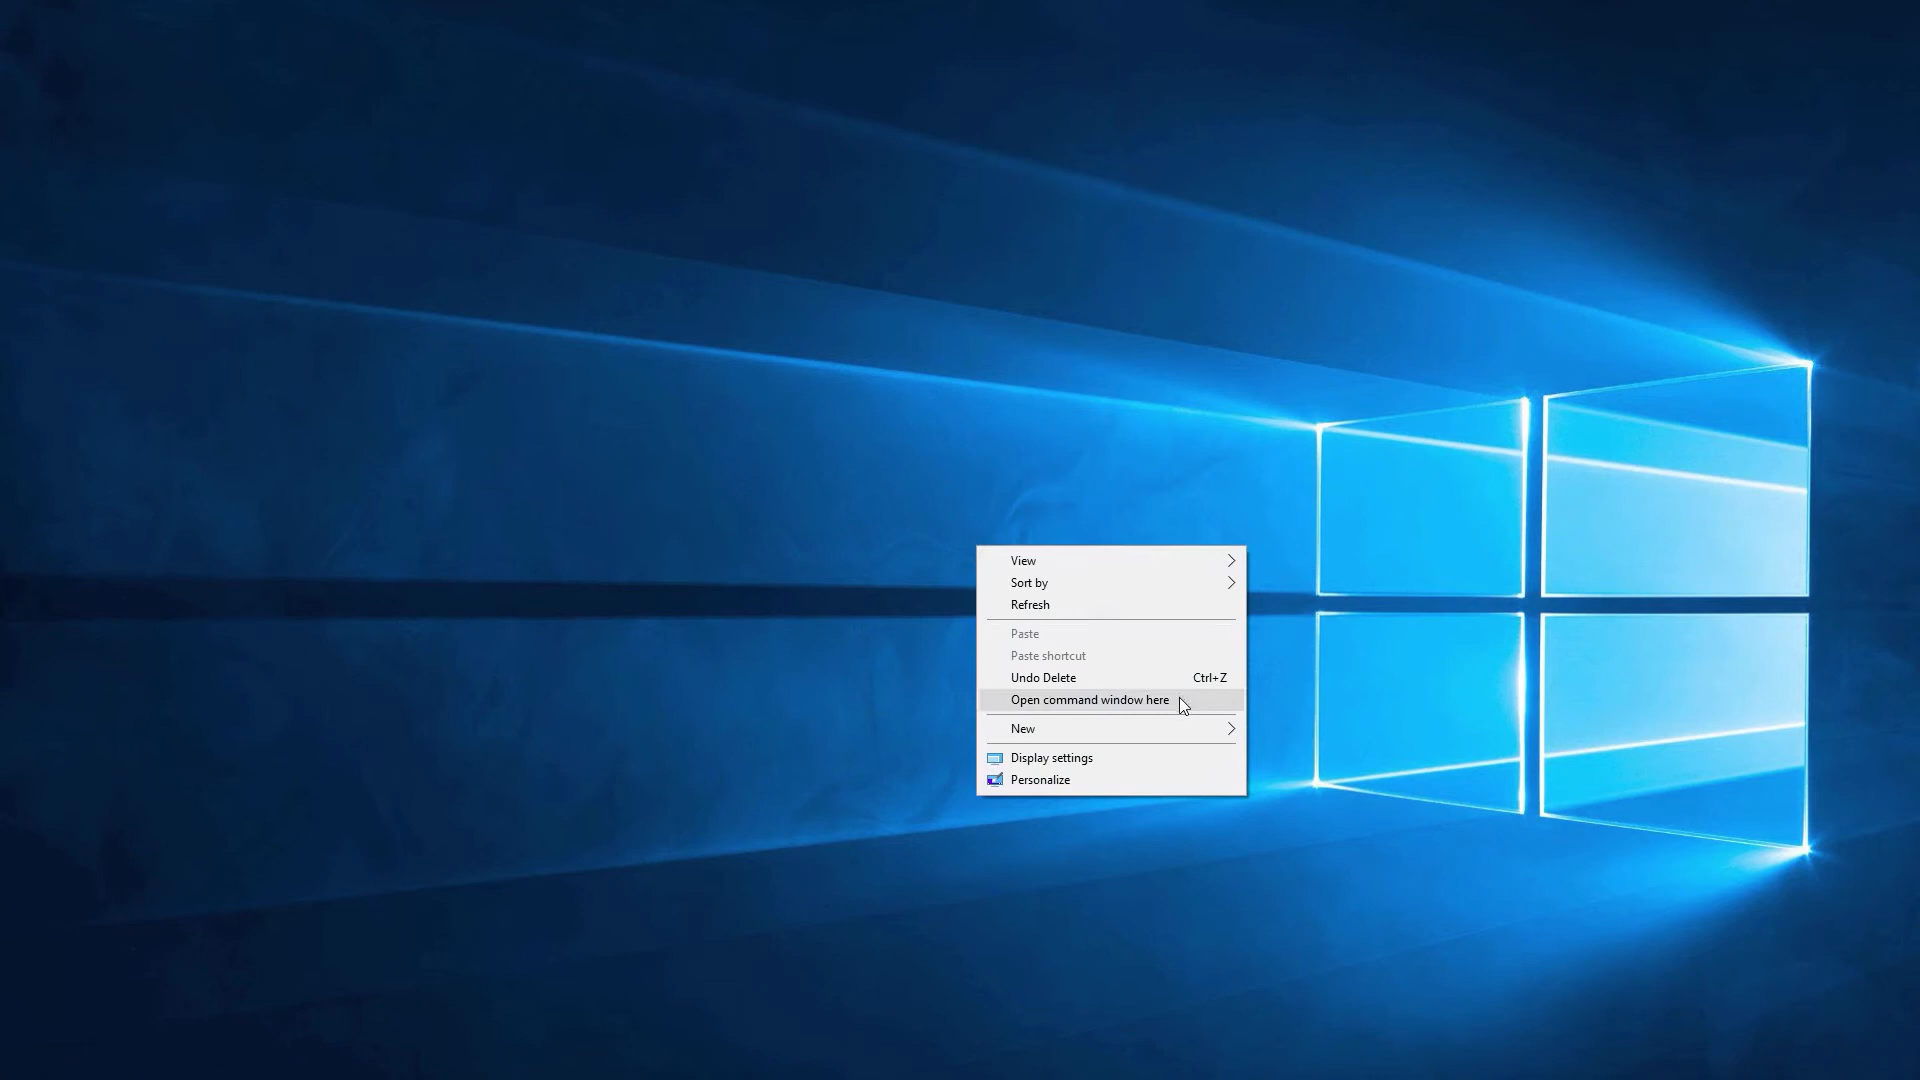 View
Sort by
Refresh
Paste
Paste shortcut
Undo Delete Ctrl+Z
Open command window here
New
Display settings
Personalize